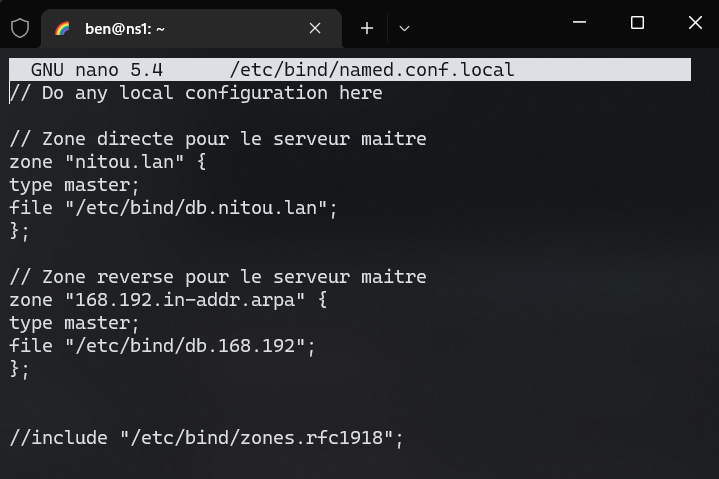 ben@ns1: ~
GNU nano 5.4 /etc/bind/named.conf.local
// Do any local configuration here
// Zone directe pour le serveur maitre
zone "nitou.lan" {
type master;
file "/etc/bind/db.nitou.lan";
};
// Zone reverse pour le serveur maitre
zone "168.192.in-addr.arpa" {
type master;
file "/etc/bind/db.168.192";
};
//include "/etc/bind/zones.rfc1918";